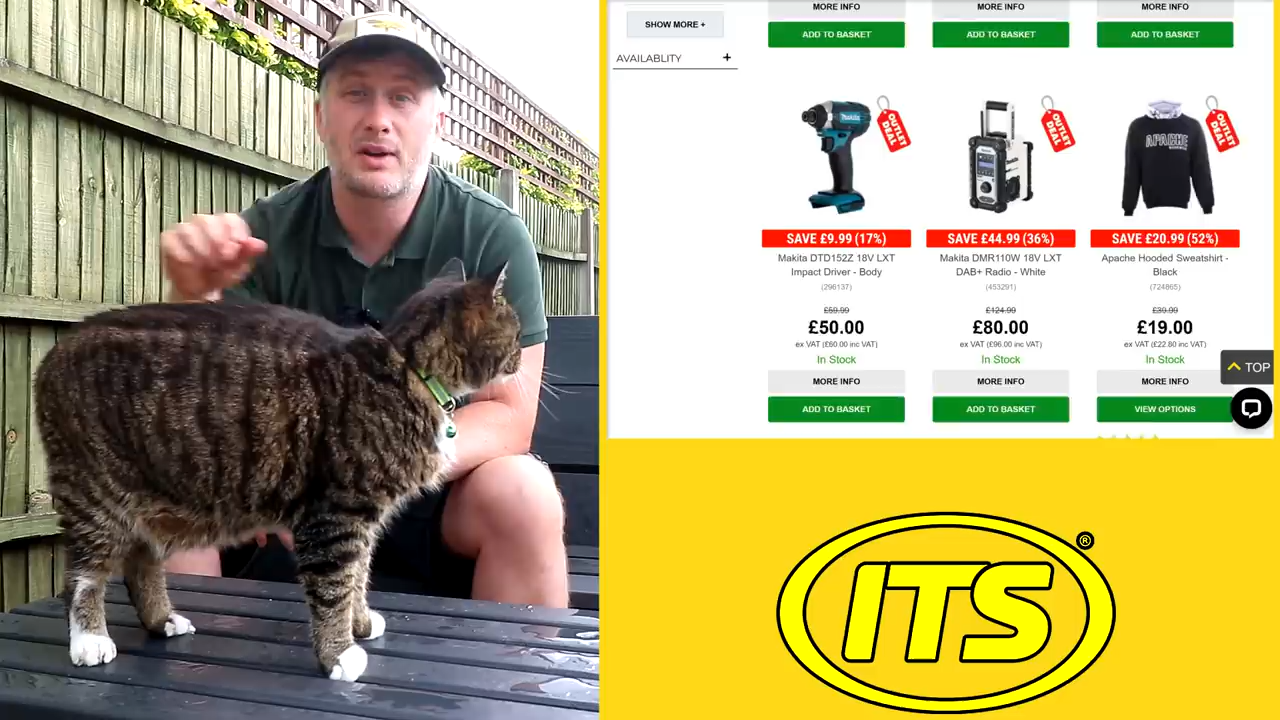 SHOW MORE +
AVAILABLITY +
MORE INFO
MORE INFO
MORE INFO
ADD TO BASKET
ADD TO BASKET
ADD TO BASKET
OUTLET DEAL
OUTLET DEAL
OUTLET DEAL
SAVE £9.99 (17%)
Makita DTD152Z 18V LXT
Impact Driver - Body
(296137)
£59.99
£50.00
ex VAT (£60.00 inc VAT)
In Stock
MORE INFO
ADD TO BASKET
SAVE £44.99 (36%)
Makita DMR110W 18V LXT
DAB+ Radio - White
(453291)
£124.99
£80.00
ex VAT (£96.00 inc VAT)
In Stock
MORE INFO
ADD TO BASKET
APACHE
SAVE £20.99 (52%)
Apache Hooded Sweatshirt -
Black
(724865)
£39.99
£19.00
ex VAT (£22.80 inc VAT)
In Stock
MORE INFO
VIEW OPTIONS
TOP
ITS ®